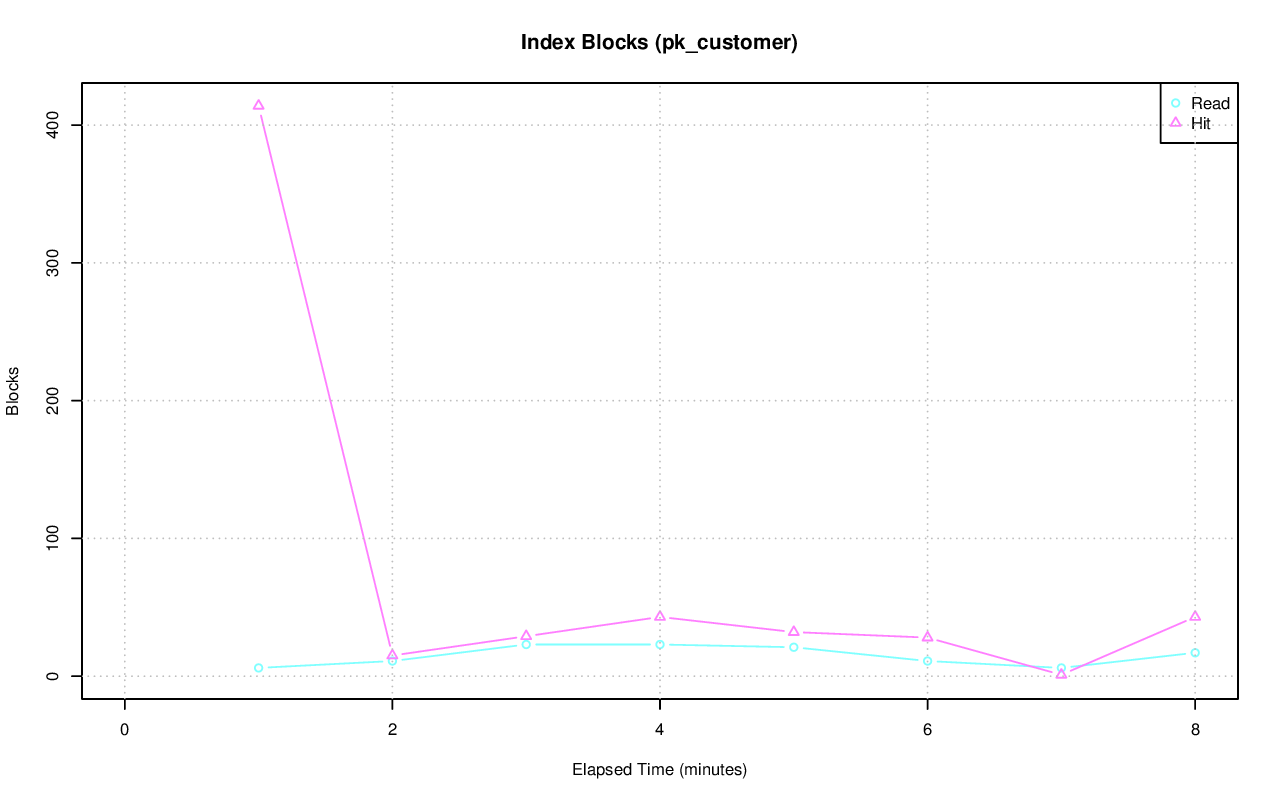 Index Blocks (pk_customer)
Read
Hit
400
300
200
100
0
Blocks
0 2 4 6 8
Elapsed Time (minutes)